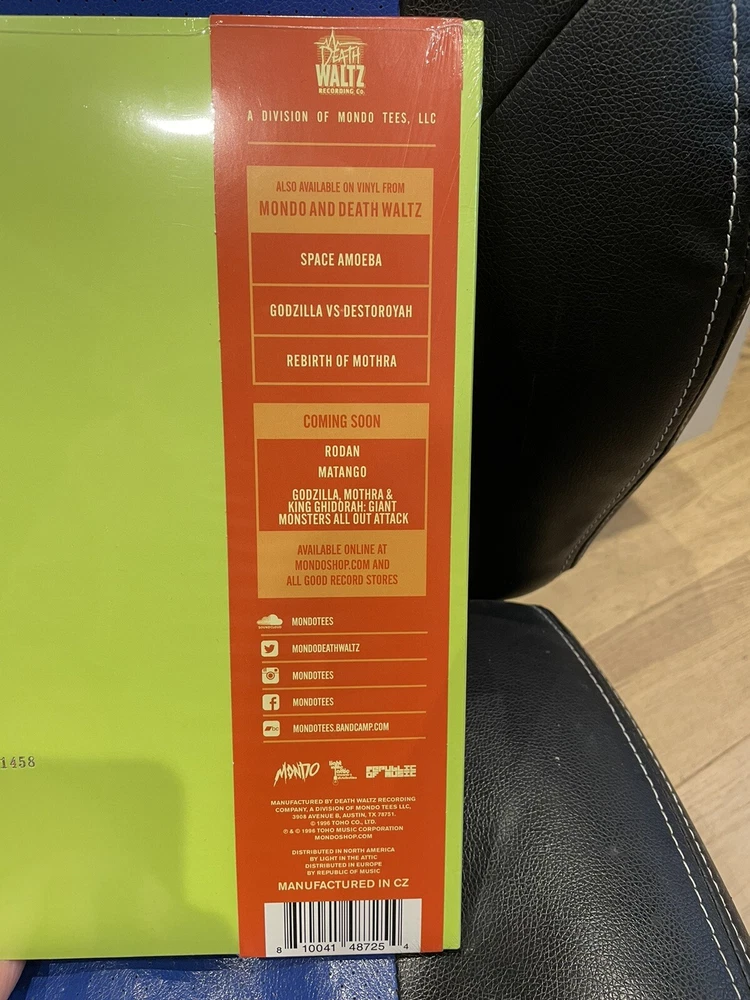 DEATH
WALTZ
RECORDING CO.
A DIVISION OF MONDO TEES, LLC
ALSO AVAILABLE ON VINYL FROM
MONDO AND DEATH WALTZ
SPACE AMOEBA
GODZILLA VS DESTOROYAH
REBIRTH OF MOTHRA
COMING SOON
RODAN
MATANGO
GODZILLA, MOTHRA &
KING GHIDORAH: GIANT
MONSTERS ALL OUT ATTACK
AVAILABLE ONLINE AT
MONDOSHOP.COM AND
ALL GOOD RECORD STORES
MONDOTEES
MONDODEATHWALTZ
MONDOTEES
MONDOTEES
MONDOTEES.BANDCAMP.COM
1458
MONDO
REPUBLIC
OF MUSIC
MANUFACTURED BY DEATH WALTZ RECORDING
COMPANY, A DIVISION OF MONDO TEES LLC,
3908 AVENUE B, AUSTIN, TX 78751.
© 1996 TOHO CO., LTD.
℗ & © 1996 TOHO MUSIC CORPORATION
MONDOSHOP.COM
DISTRIBUTED IN NORTH AMERICA
BY LIGHT IN THE ATTIC
DISTRIBUTED IN EUROPE
BY REPUBLIC OF MUSIC
MANUFACTURED IN CZ
8 10041 48725 4